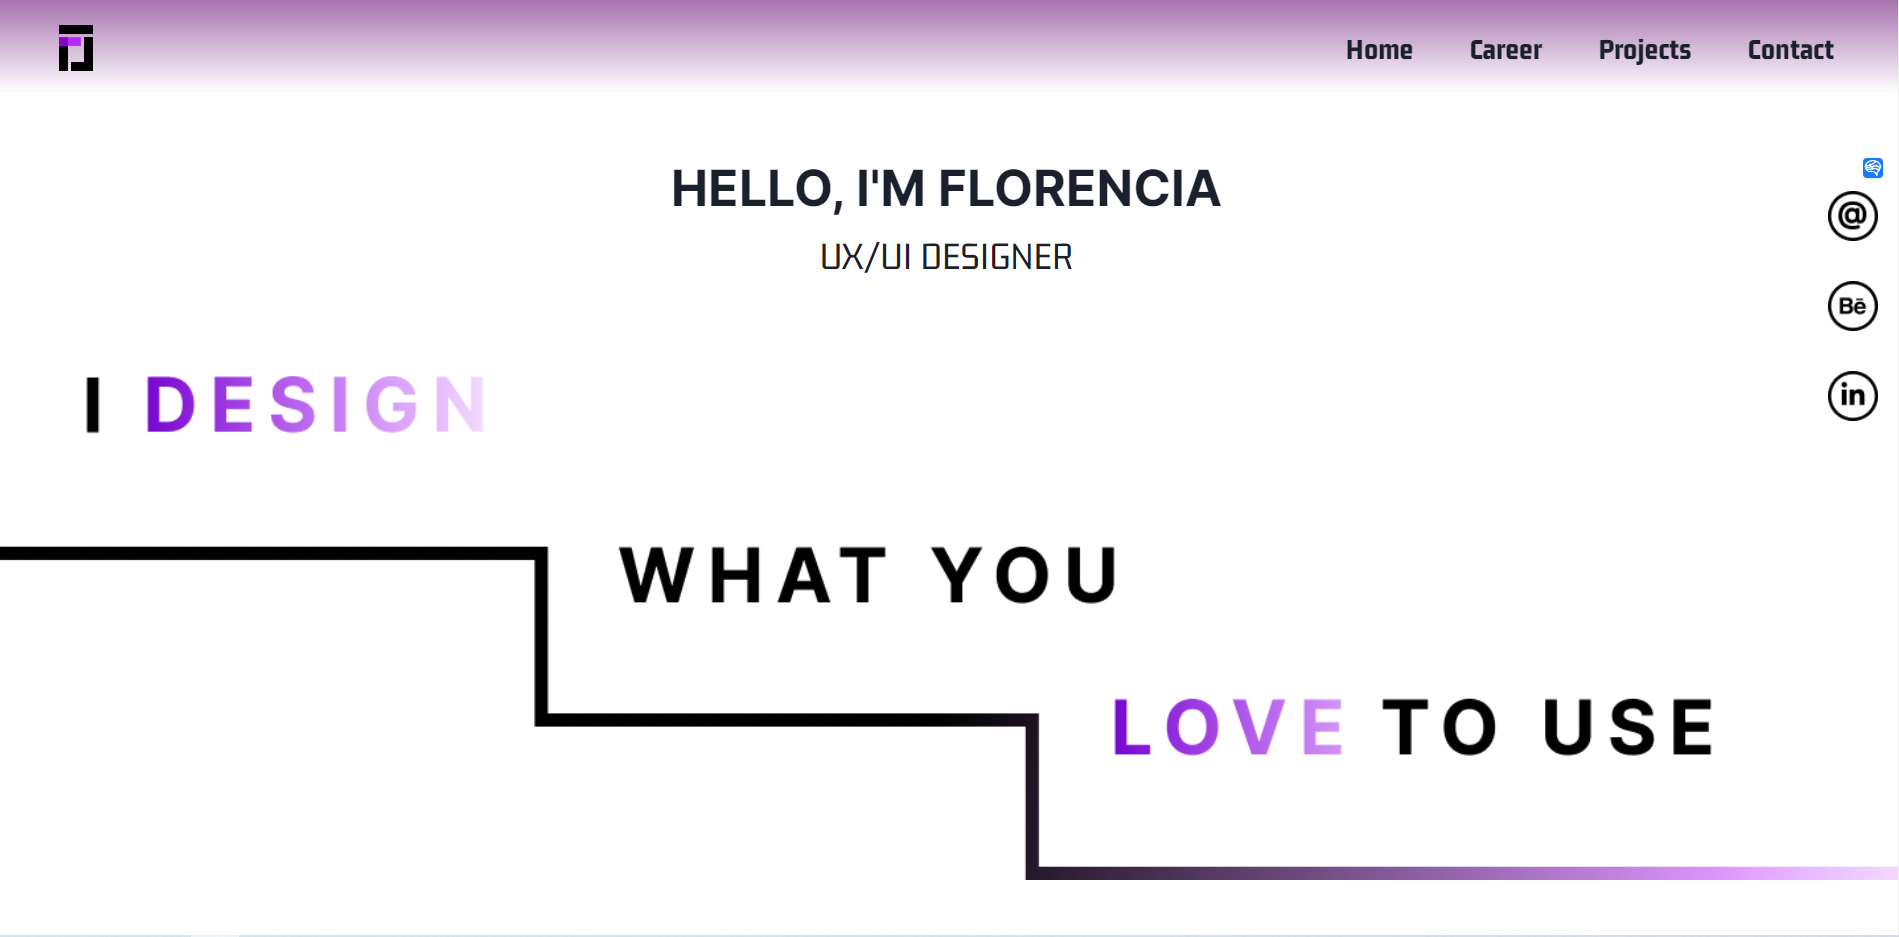 Home Career Projects Contact
HELLO, I'M FLORENCIA
UX/UI DESIGNER
@
Bē
in
I DESIGN
WHAT YOU
LOVE TO USE